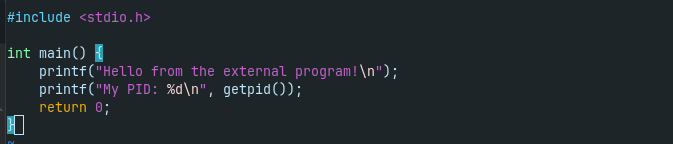 #include <stdio.h>

int main() {
    printf("Hello from the external program!\n");
    printf("My PID: %d\n", getpid());
    return 0;
}
~